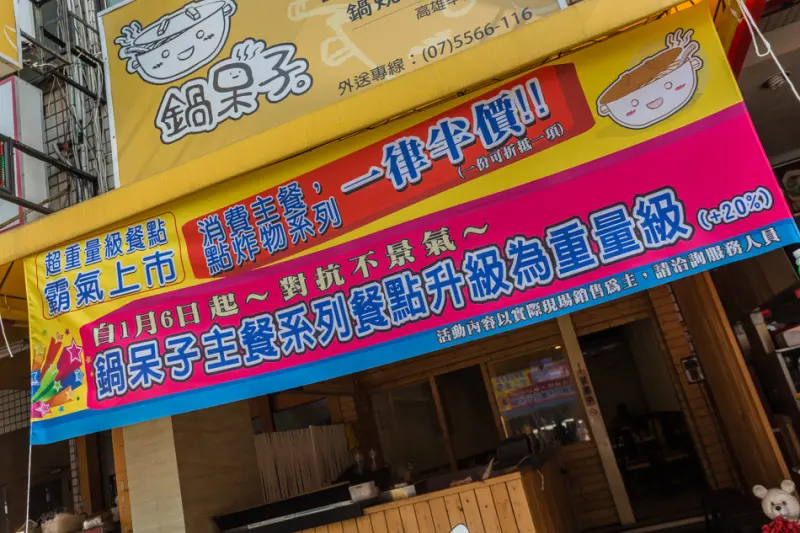 高雄
外送專線：(07)5566-116
鍋呆子
超重量級餐點
霸氣上市
消費主餐，
點炸物系列
一律半價!!
(一份可折抵一項)
自1月6日起～對抗不景氣～
鍋呆子主餐系列餐點升級為重量級(+20%)
活動內容以實際現場銷售為主，請洽詢服務人員